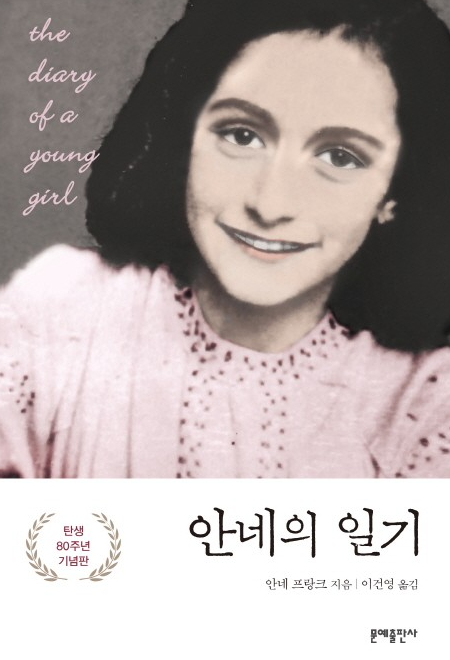 the
diary
of a
young
girl
탄생
80주년
기념판
안네의 일기
안네 프랑크 지음 | 이건영 옮김
문예출판사